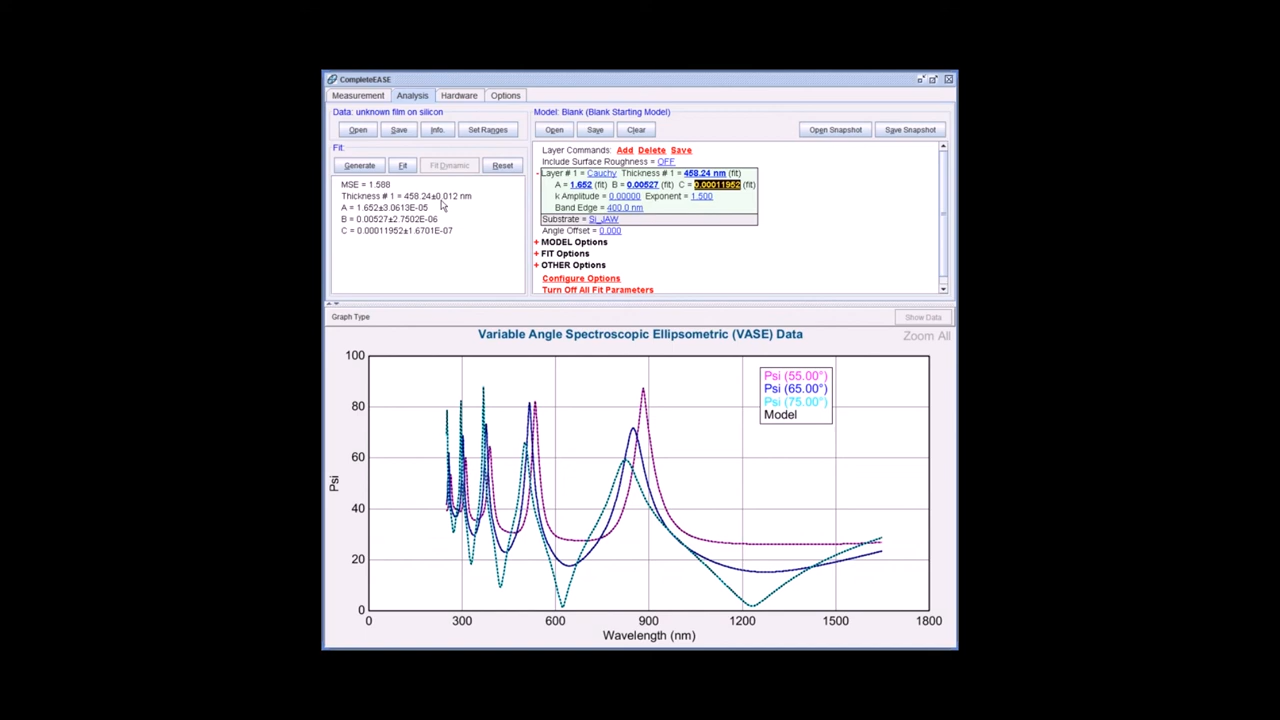 CompleteEASE
Measurement Analysis Hardware Options
Data: unknown film on silicon
Open Save Info. Set Ranges
Fit:
Generate Fit Fit Dynamic Reset
MSE = 1.588
Thickness # 1 = 458.24±0.012 nm
A = 1.652±3.0613E-05
B = 0.00527±2.7502E-06
C = 0.00011952±1.6701E-07
Model: Blank (Blank Starting Model)
Open Save Clear Open Snapshot Save Snapshot
Layer Commands: Add Delete Save
Include Surface Roughness = OFF
- Layer # 1 = Cauchy Thickness # 1 = 458.24 nm (fit)
A = 1.652 (fit) B = 0.00527 (fit) C = 0.00011952 (fit)
k Amplitude = 0.00000 Exponent = 1.500
Band Edge = 400.0 nm
Substrate = Si_JAW
Angle Offset = 0.000
+ MODEL Options
+ FIT Options
+ OTHER Options
Configure Options
Turn Off All Fit Parameters
Graph Type Show Data
Variable Angle Spectroscopic Ellipsometric (VASE) Data
Zoom All
100
80
60
40
20
0
Psi
Psi (55.00°)
Psi (65.00°)
Psi (75.00°)
Model
0 300 600 900 1200 1500 1800
Wavelength (nm)